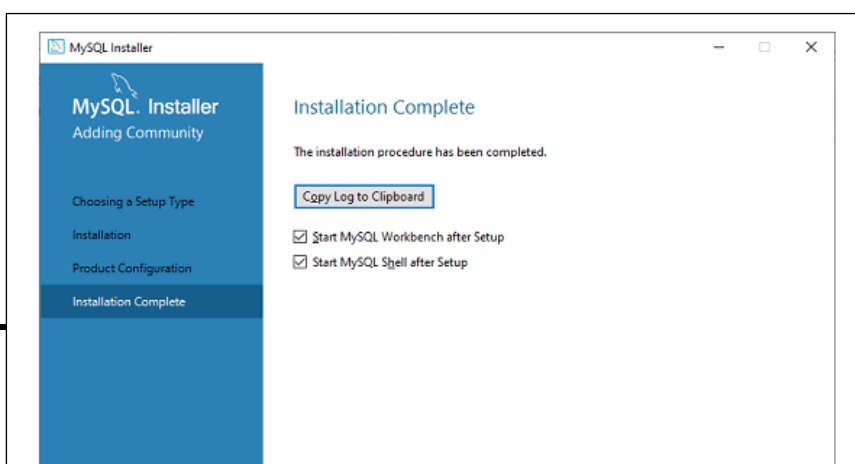 MySQL Installer
MySQL. Installer
Adding Community
Choosing a Setup Type
Installation
Product Configuration
Installation Complete
Installation Complete
The installation procedure has been completed.
Copy Log to Clipboard
Start MySQL Workbench after Setup
Start MySQL Shell after Setup